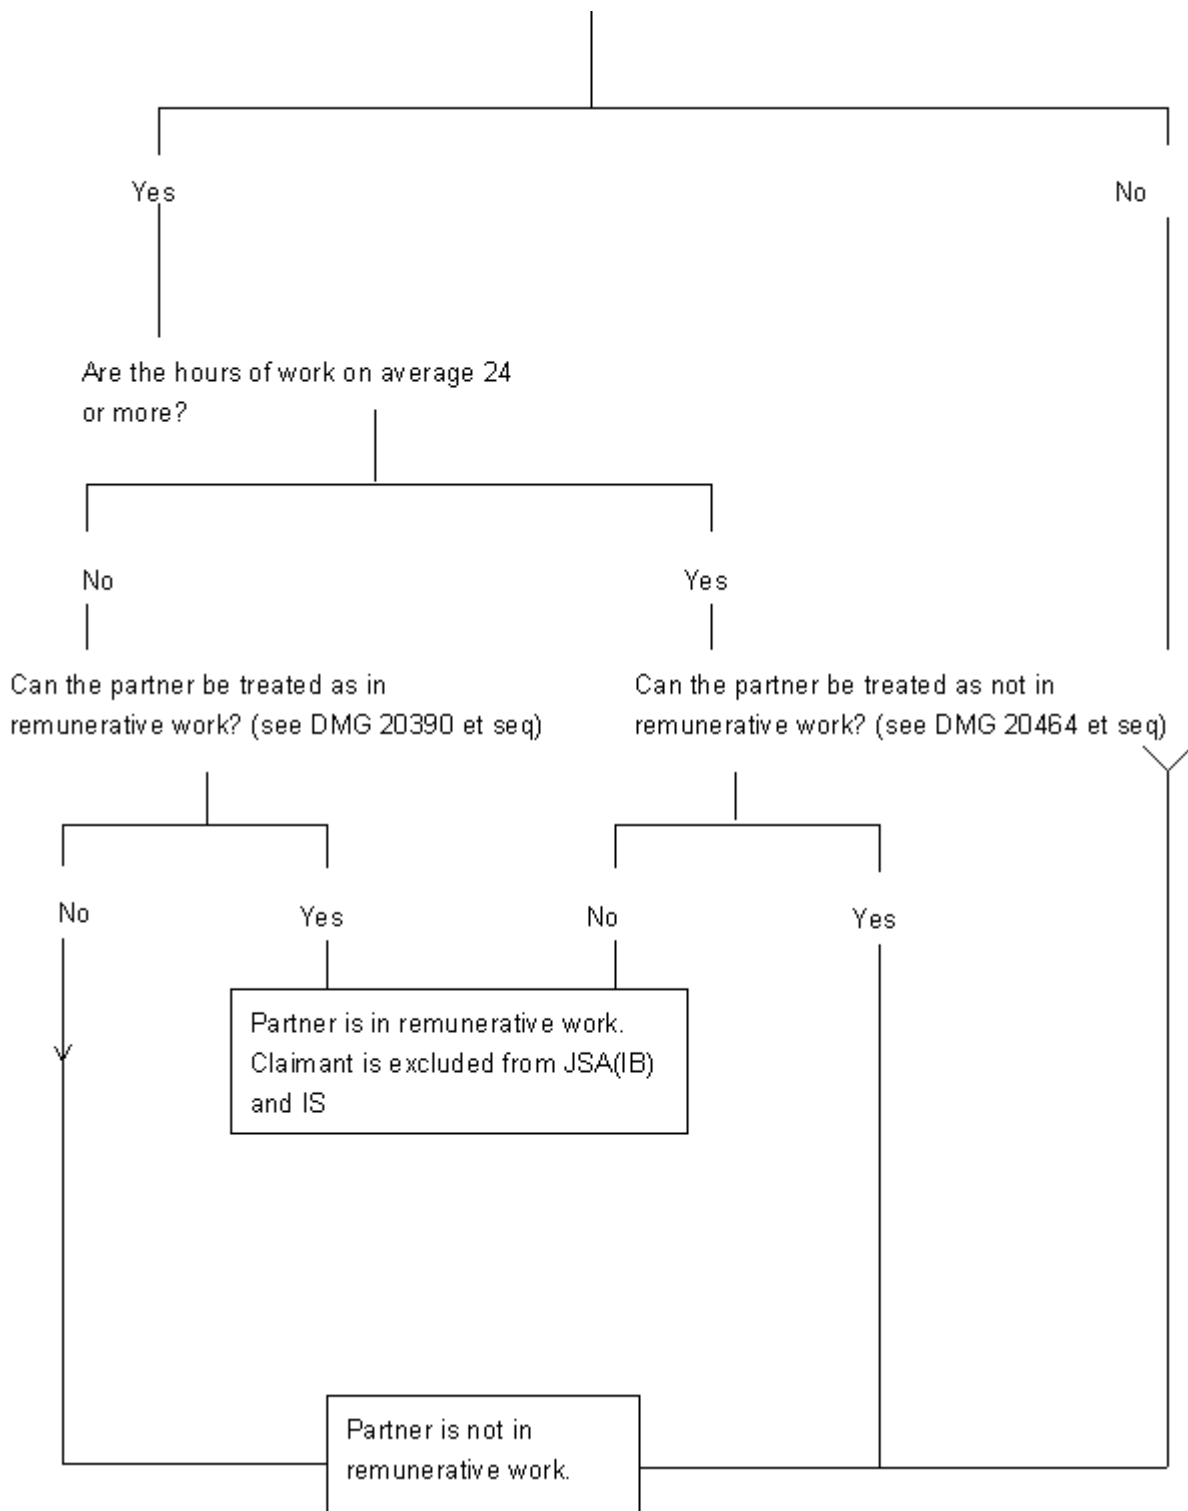 Yes
No
Are the hours of work on average 24
or more?
No
Yes
Can the partner be treated as in
remunerative work? (see DMG 20390 et seq)
Can the partner be treated as not in
remunerative work? (see DMG 20464 et seq)
No
Yes
No
Yes
Partner is in remunerative work.
Claimant is excluded from JSA(IB)
and IS
Partner is not in
remunerative work.